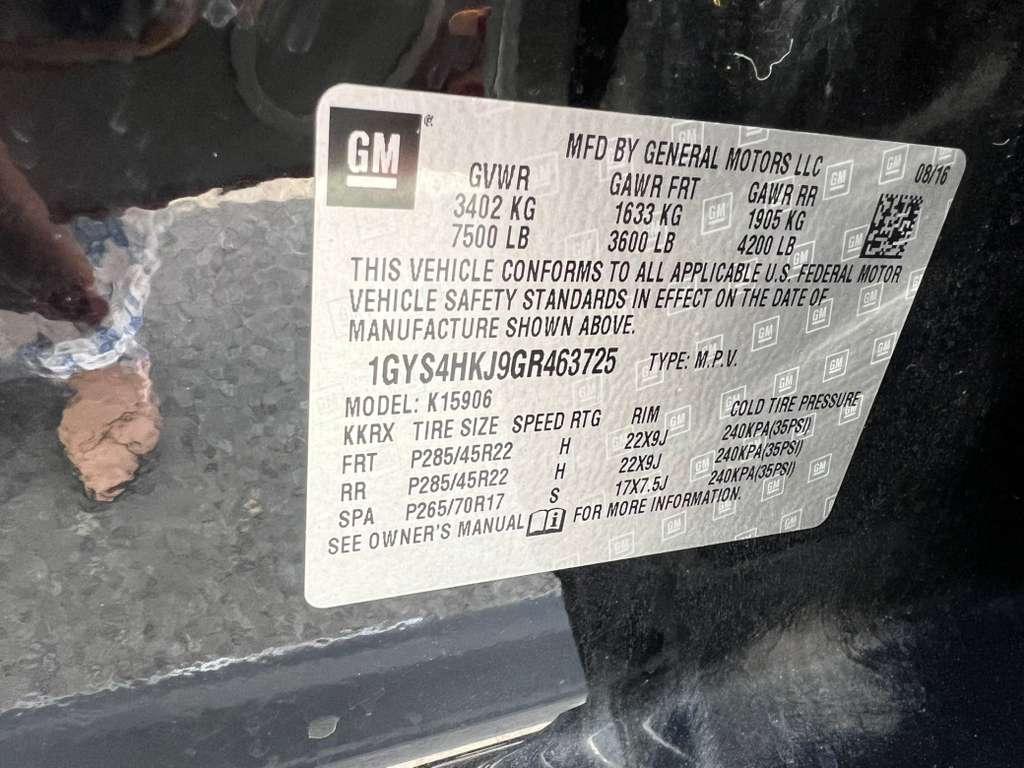 GM
MFD BY GENERAL MOTORS LLC 08/16
GVWR GAWR FRT GAWR RR
3402 KG 1633 KG 1905 KG
7500 LB 3600 LB 4200 LB
THIS VEHICLE CONFORMS TO ALL APPLICABLE U.S. FEDERAL MOTOR
VEHICLE SAFETY STANDARDS IN EFFECT ON THE DATE OF
MANUFACTURE SHOWN ABOVE.
1GYS4HKJ9GR463725 TYPE: M.P.V.
MODEL: K15906
KKRX TIRE SIZE SPEED RTG RIM COLD TIRE PRESSURE
FRT P285/45R22 H 22X9J 240KPA(35PSI)
RR P285/45R22 H 22X9J 240KPA(35PSI)
SPA P265/70R17 S 17X7.5J 240KPA(35PSI)
SEE OWNER'S MANUAL FOR MORE INFORMATION.